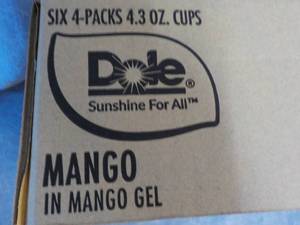 SIX 4-PACKS 4.3 OZ. CUPS
Dole®
Sunshine For All™
MANGO
IN MANGO GEL